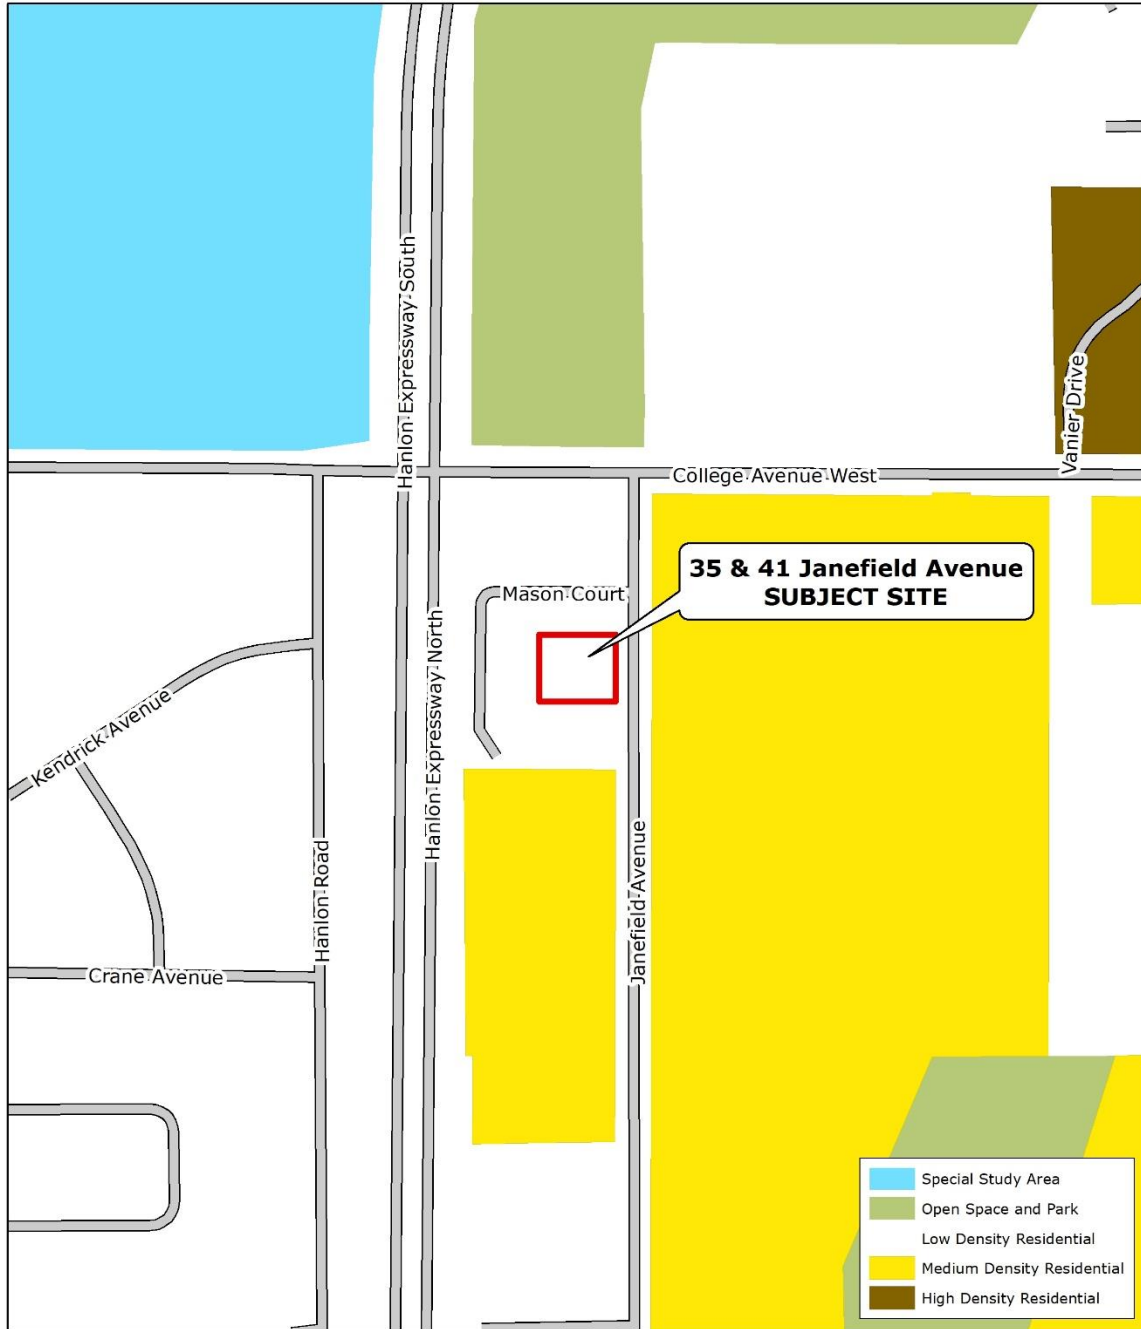 Hanlon Expressway South
Vanier Drive
College Avenue West
35 & 41 Janefield Avenue
SUBJECT SITE
Mason Court
Hanlon Expressway North
Kendrick Avenue
Hanlon Road
Janefield Avenue
Crane Avenue
Special Study Area
Open Space and Park
Low Density Residential
Medium Density Residential
High Density Residential